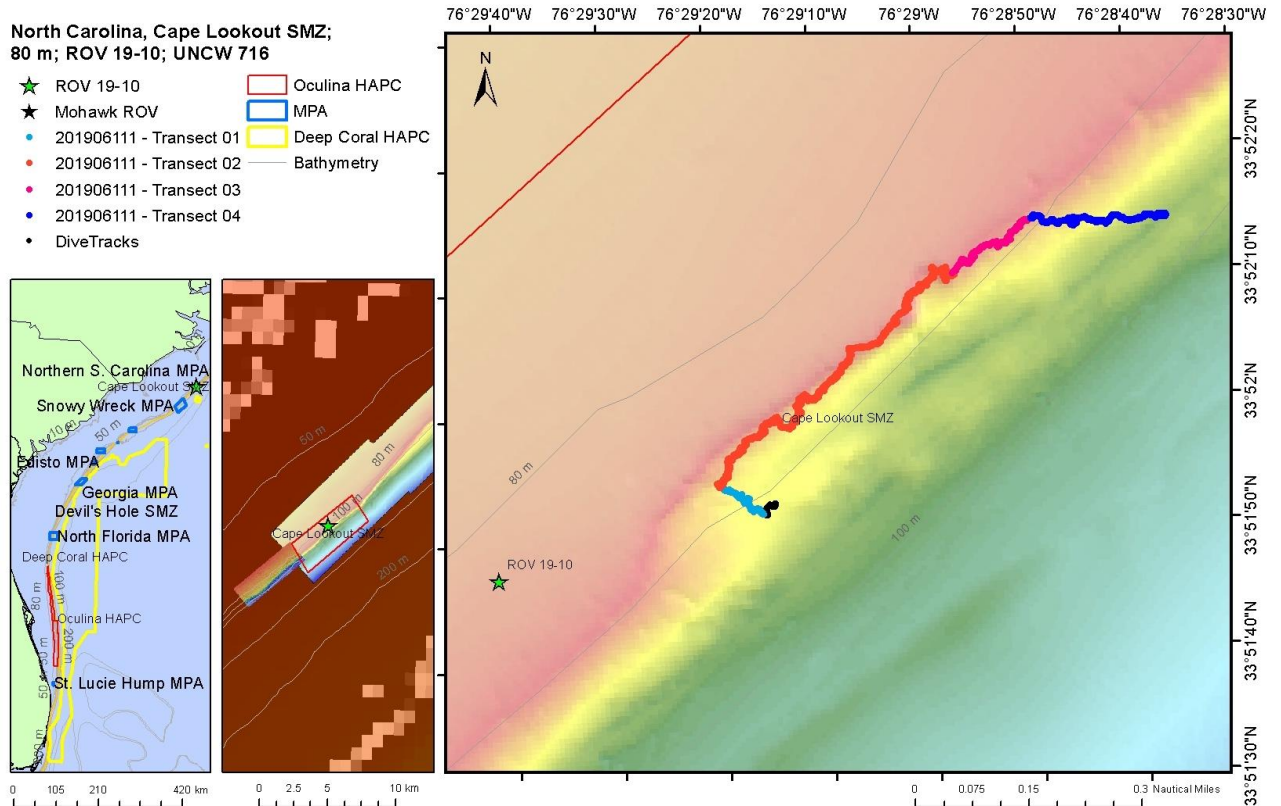 North Carolina, Cape Lookout SMZ;
80 m; ROV 19-10; UNCW 716
ROV 19-10
Mohawk ROV
201906111 - Transect 01
201906111 - Transect 02
201906111 - Transect 03
201906111 - Transect 04
DiveTracks
Oculina HAPC
MPA
Deep Coral HAPC
Bathymetry
Northern S. Carolina MPA
Cape Lookout SMZ
Snowy Wreck MPA
10 m
50 m
Edisto MPA
Georgia MPA
Devil's Hole SMZ
North Florida MPA
Deep Coral HAPC
80 m
100 m
Oculina HAPC
200 m
St. Lucie Hump MPA
0 105 210 420 km
50 m
80 m
100 m
Cape Lookout SMZ
200 m
0 2.5 5 10 km
76°29'40"W 76°29'30"W 76°29'20"W 76°29'10"W 76°29'W 76°28'50"W 76°28'40"W 76°28'30"W
N
33°52'20"N
33°52'10"N
33°52'N
33°51'50"N
33°51'40"N
33°51'30"N
Cape Lookout SMZ
80 m
100 m
ROV 19-10
0 0.075 0.15 0.3 Nautical Miles